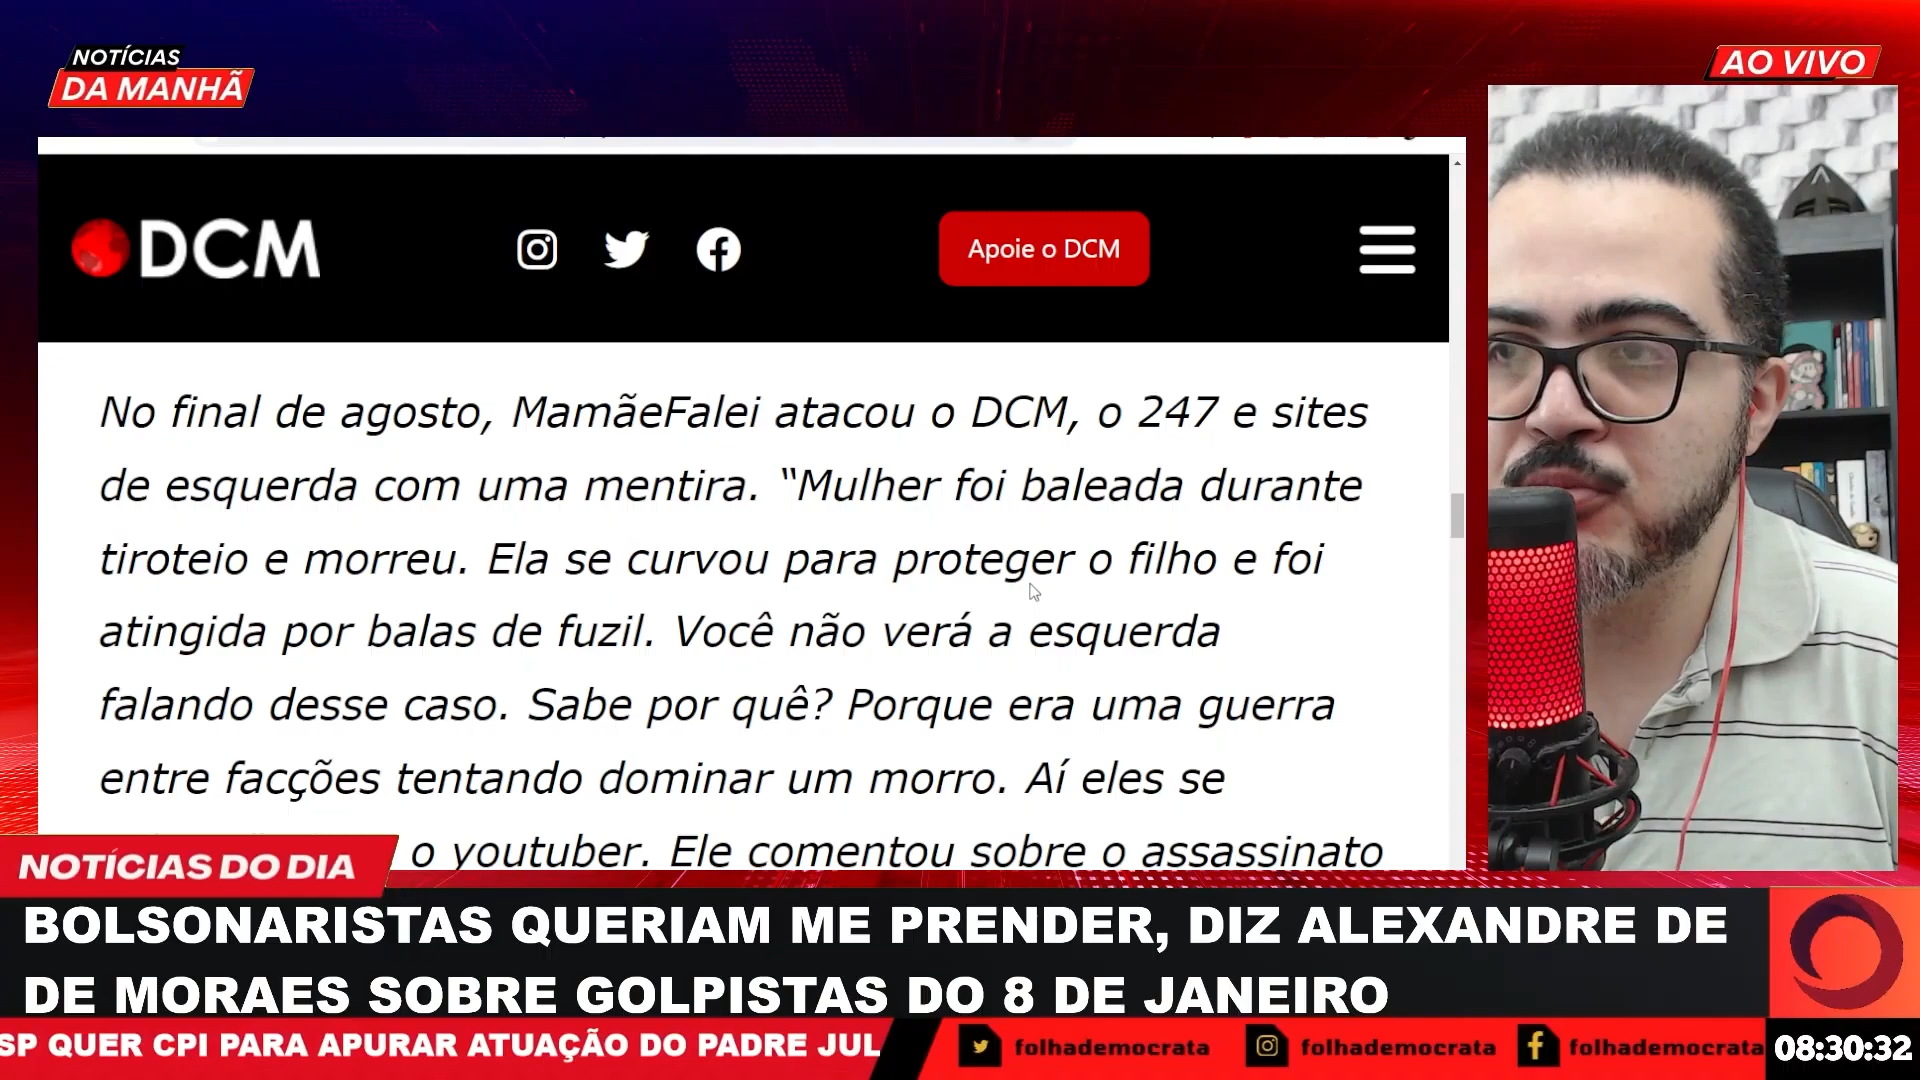 NOTÍCIAS
DA MANHÃ
AO VIVO
DCM
Apoie o DCM
No final de agosto, MamãeFalei atacou o DCM, o 247 e sites
de esquerda com uma mentira. “Mulher foi baleada durante
tiroteio e morreu. Ela se curvou para proteger o filho e foi
atingida por balas de fuzil. Você não verá a esquerda
falando desse caso. Sabe por quê? Porque era uma guerra
entre facções tentando dominar um morro. Aí eles se
o youtuber. Ele comentou sobre o assassinato
NOTÍCIAS DO DIA
BOLSONARISTAS QUERIAM ME PRENDER, DIZ ALEXANDRE DE
DE MORAES SOBRE GOLPISTAS DO 8 DE JANEIRO
SP QUER CPI PARA APURAR ATUAÇÃO DO PADRE JUL
folhademocrata
folhademocrata
folhademocrata
08:30:32